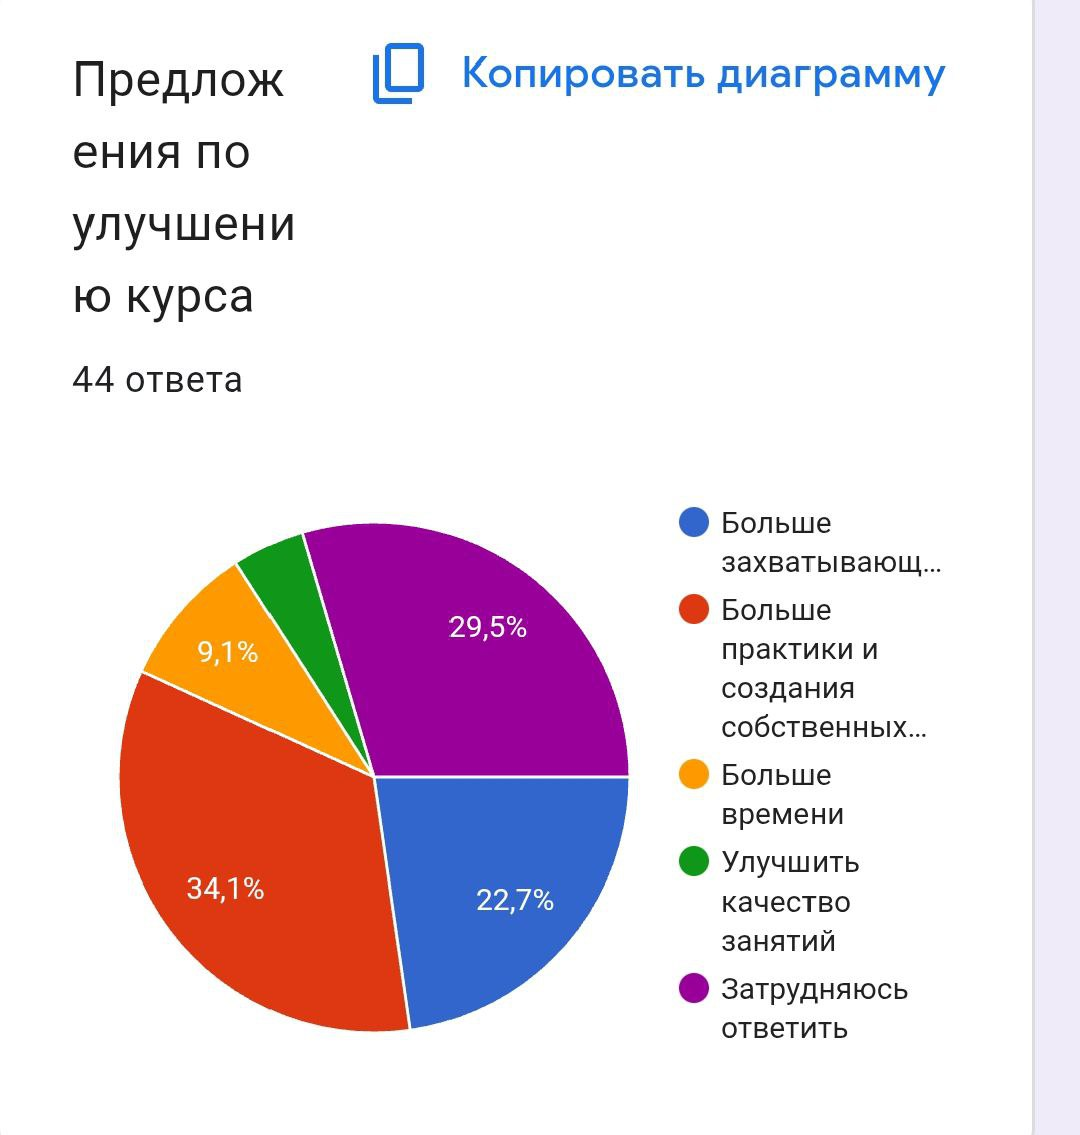 Предлож
ения по
улучшени
ю курса
Копировать диаграмму
44 ответа
29,5%
9,1%
34,1%
22,7%
Больше
захватывающ...
Больше
практики и
создания
собственных...
Больше
времени
Улучшить
качество
занятий
Затрудняюсь
ответить